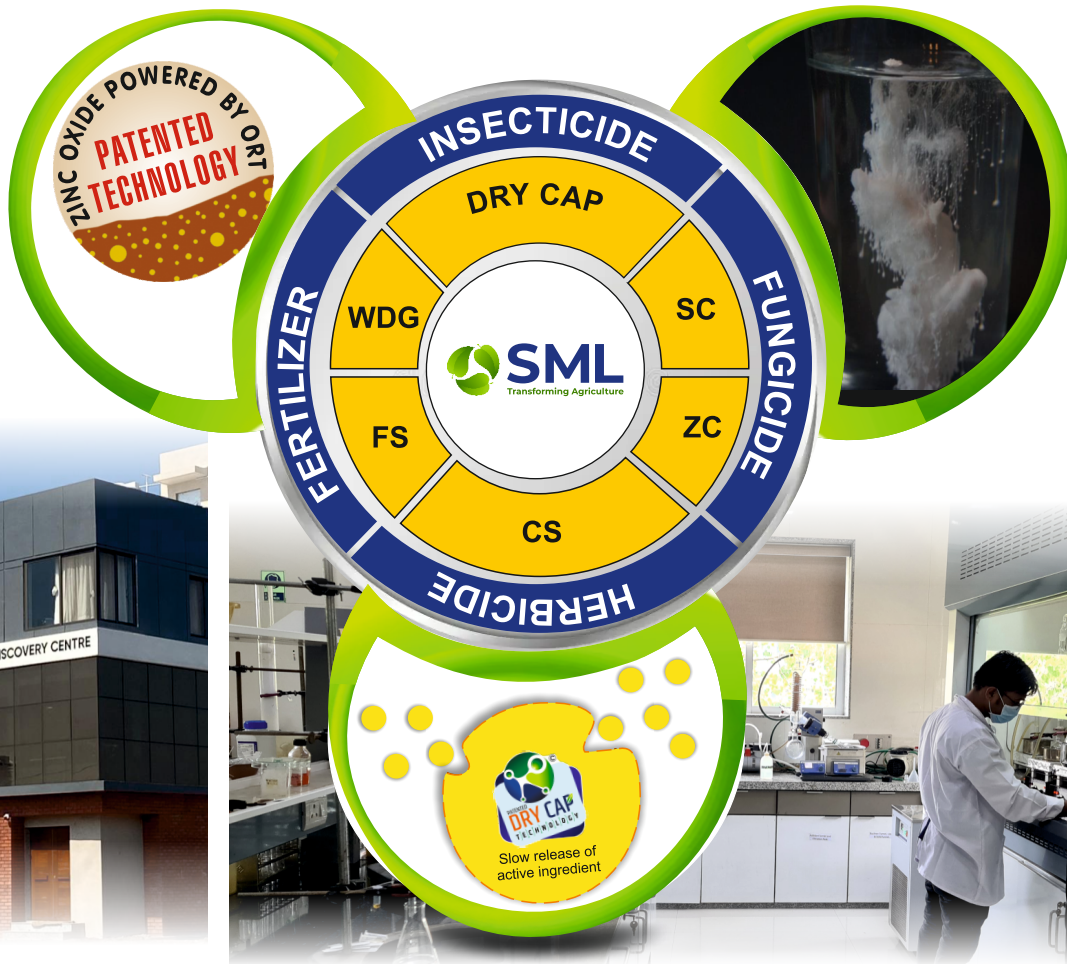 ZINC OXIDE POWERED BY ORT
PATENTED
TECHNOLOGY
INSECTICIDE
FUNGICIDE
HERBICIDE
FERTILIZER
DRY CAP
SC
ZC
CS
FS
WDG
SML
Transforming Agriculture
ISCOVERY CENTRE
PATENTED
DRY CAP
TECHNOLOGY
Slow release of
active ingredient